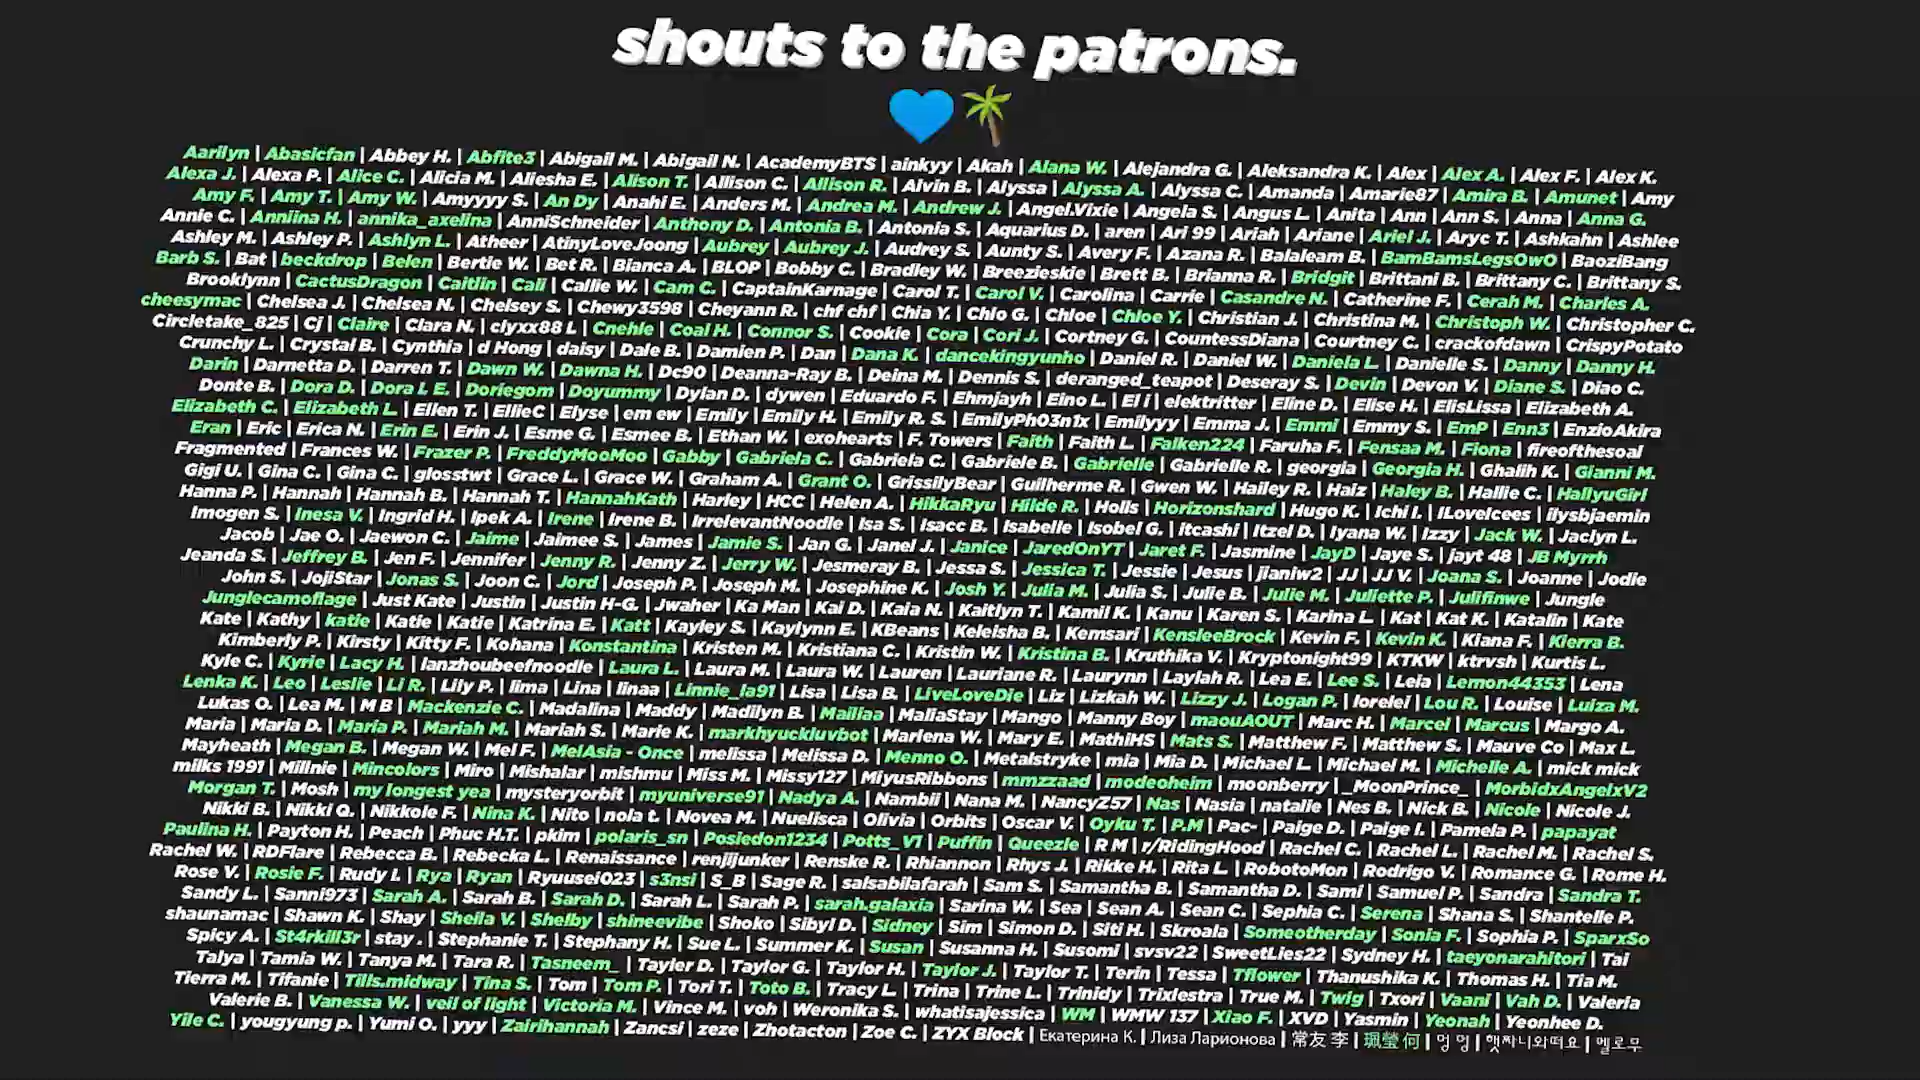 shouts to the patrons.
Aarilyn | Abasicfan | Abbey H. | Abfite3 | Abigail M. | Abigail N. | AcademyBTS | ainkyy | Akah | Alana W. | Alejandra G. | Aleksandra K. | Alex | Alex A. | Alex F. | Alex K.
Alexa J. | Alexa P. | Alice C. | Alicia M. | Aliesha E. | Alison T. | Allison C. | Allison R. | Alvin B. | Alyssa | Alyssa A. | Alyssa C. | Amanda | Amarie87 | Amira B. | Amunet | Amy
Amy F. | Amy T. | Amy W. | Amyyyy S. | An Dy | Anahi E. | Anders M. | Andrea M. | Andrew J. | Angel.Vixie | Angela S. | Angus L. | Anita | Ann | Ann S. | Anna | Anna G.
Annie C. | Anniina H. | annika_axelina | AnniSchneider | Anthony D. | Antonia B. | Antonia S. | Aquarius D. | aren | Ari 99 | Ariah | Ariane | Ariel J. | Aryc T. | Ashkahn | Ashlee
Ashley M. | Ashley P. | Ashlyn L. | Atheer | AtinyLoveJoong | Aubrey | Aubrey J. | Audrey S. | Aunty S. | Avery F. | Azana R. | Balaleam B. | BamBamsLegsOwO | BaoziBang
Barb S. | Bat | beckdrop | Belen | Bertie W. | Bet R. | Bianca A. | BLOP | Bobby C. | Bradley W. | Breezieskie | Brett B. | Brianna R. | Bridgit | Brittani B. | Brittany C. | Brittany S.
Brooklynn | CactusDragon | Caitlin | Cali | Callie W. | Cam C. | CaptainKarnage | Carol T. | Carol V. | Carolina | Carrie | Casandre N. | Catherine F. | Cerah M. | Charles A.
cheesymac | Chelsea J. | Chelsea N. | Chelsey S. | Chewy3598 | Cheyann R. | chf chf | Chia Y. | Chlo G. | Chloe | Chloe Y. | Christian J. | Christina M. | Christoph W. | Christopher C.
Circletake_825 | Cj | Claire | Clara N. | clyxx88 L | Cnehle | Coal H. | Connor S. | Cookie | Cora | Cori J. | Cortney G. | CountessDiana | Courtney C. | crackofdawn | CrispyPotato
Crunchy L. | Crystal B. | Cynthia | d Hong | daisy | Dale B. | Damien P. | Dan | Dana K. | dancekingyunho | Daniel R. | Daniel W. | Daniela L. | Danielle S. | Danny | Danny H.
Darin | Darnetta D. | Darren T. | Dawn W. | Dawna H. | Dc90 | Deanna-Ray B. | Deina M. | Dennis S. | deranged_teapot | Deseray S. | Devin | Devon V. | Diane S. | Diao C.
Donte B. | Dora D. | Dora L E. | Doriegom | Doyummy | Dylan D. | dywen | Eduardo F. | Ehmjayh | Eino L. | El i | elektritter | Eline D. | Elise H. | ElisLissa | Elizabeth A.
Elizabeth C. | Elizabeth L. | Ellen T. | EllieC | Elyse | em ew | Emily | Emily H. | Emily R. S. | EmilyPh03n1x | Emilyyy | Emma J. | Emmi | Emmy S. | EmP | Enn3 | EnzioAkira
Eran | Eric | Erica N. | Erin E. | Erin J. | Esme G. | Esmee B. | Ethan W. | exohearts | F. Towers | Faith | Faith L. | Falken224 | Faruha F. | Fensaa M. | Fiona | fireofthesoal
Fragmented | Frances W. | Frazer P. | FreddyMooMoo | Gabby | Gabriela C. | Gabriela C. | Gabriele B. | Gabrielle | Gabrielle R. | georgia | Georgia H. | Ghalih K. | Gianni M.
Gigi U. | Gina C. | Gina C. | glosstwt | Grace L. | Grace W. | Graham A. | Grant O. | GrissilyBear | Guilherme R. | Gwen W. | Hailey R. | Haiz | Haley B. | Hallie C. | HallyuGirl
Hanna P. | Hannah | Hannah B. | Hannah T. | HannahKath | Harley | HCC | Helen A. | HikkaRyu | Hilde R. | Holls | Horizonshard | Hugo K. | Ichi I. | ILoveIcees | ilysbjaemin
Imogen S. | Inesa V. | Ingrid H. | Ipek A. | Irene | Irene B. | IrrelevantNoodle | Isa S. | Isacc B. | Isabelle | Isobel G. | itcashi | Itzel D. | Iyana W. | Izzy | Jack W. | Jaclyn L.
Jacob | Jae O. | Jaewon C. | Jaime | Jaimee S. | James | Jamie S. | Jan G. | Janel J. | Janice | JaredOnYT | Jaret F. | Jasmine | JayD | Jaye S. | jayt 48 | JB Myrrh
Jeanda S. | Jeffrey B. | Jen F. | Jennifer | Jenny R. | Jenny Z. | Jerry W. | Jesmeray B. | Jessa S. | Jessica T. | Jessie | Jesus | jianiw2 | JJ | JJ V. | Joana S. | Joanne | Jodie
John S. | JojiStar | Jonas S. | Joon C. | Jord | Joseph P. | Joseph M. | Josephine K. | Josh Y. | Julia M. | Julia S. | Julie B. | Julie M. | Juliette P. | Julifinwe | Jungle
Junglecamoflage | Just Kate | Justin | Justin H-G. | Jwaher | Ka Man | Kai D. | Kaia N. | Kaitlyn T. | Kamil K. | Kanu | Karen S. | Karina L. | Kat | Kat K. | Katalin | Kate
Kate | Kathy | katie | Katie | Katie | Katrina E. | Katt | Kayley S. | Kaylynn E. | KBeans | Keleisha B. | Kemsari | KensleeBrock | Kevin F. | Kevin K. | Kiana F. | Kierra B.
Kimberly P. | Kirsty | Kitty F. | Kohana | Konstantina | Kristen M. | Kristiana C. | Kristin W. | Kristina B. | Kruthika V. | Kryptonight99 | KTKW | ktrvsh | Kurtis L.
Kyle C. | Kyrie | Lacy H. | lanzhoubeefnoodle | Laura L. | Laura M. | Laura W. | Lauren | Lauriane R. | Laurynn | Laylah R. | Lea E. | Lee S. | Leia | Lemon44353 | Lena
Lenka K. | Leo | Leslie | Li R. | Lily P. | lima | Lina | linaa | Linnie_la91 | Lisa | Lisa B. | LiveLoveDie | Liz | Lizkah W. | Lizzy J. | Logan P. | lorelei | Lou R. | Louise | Luiza M.
Lukas O. | Lea M. | M B | Mackenzie C. | Madalina | Maddy | Madilyn B. | Mailiaa | MaliaStay | Mango | Manny Boy | maouAOUT | Marc H. | Marcel | Marcus | Margo A.
Maria | Maria D. | Maria P. | Mariah M. | Mariah S. | Marie K. | markhyuckluvbot | Marlena W. | Mary E. | MathiHS | Mats S. | Matthew F. | Matthew S. | Mauve Co | Max L.
Mayheath | Megan B. | Megan W. | Mel F. | MelAsia - Once | melissa | Melissa D. | Menno O. | Metalstryke | mia | Mia D. | Michael L. | Michael M. | Michelle A. | mick mick
milks 1991 | Millnie | Mincolors | Miro | Mishalar | mishmu | Miss M. | Missy127 | MiyusRibbons | mmzzaad | modeoheim | moonberry | _MoonPrince_ | MorbidxAngelxV2
Morgan T. | Mosh | my longest yea | mysteryorbit | myuniverse91 | Nadya A. | Nambii | Nana M. | NancyZ57 | Nas | Nasia | natalie | Nes B. | Nick B. | Nicole | Nicole J.
Nikki B. | Nikki Q. | Nikkole F. | Nina K. | Nito | nola t. | Novea M. | Nuelisca | Olivia | Orbits | Oscar V. | Oyku T. | P.M | Pac- | Paige D. | Paige I. | Pamela P. | papayat
Paulina H. | Payton H. | Peach | Phuc H.T. | pkim | polaris_sn | Posiedon1234 | Potts_V1 | Puffin | Queezle | R M | r/RidingHood | Rachel C. | Rachel L. | Rachel M. | Rachel S.
Rachel W. | RDFlare | Rebecca B. | Rebecka L. | Renaissance | renjijunker | Renske R. | Rhiannon | Rhys J. | Rikke H. | Rita L. | RobotoMon | Rodrigo V. | Romance G. | Rome H.
Rose V. | Rosie F. | Rudy L | Rya | Ryan | Ryuusei023 | s3nsi | S_B | Sage R. | salsabilafarah | Sam S. | Samantha B. | Samantha D. | Sami | Samuel P. | Sandra | Sandra T.
Sandy L. | Sanni973 | Sarah A. | Sarah B. | Sarah D. | Sarah L. | Sarah P. | sarah.galaxia | Sarina W. | Sea | Sean A. | Sean C. | Sephia C. | Serena | Shana S. | Shantelle P.
shaunamac | Shawn K. | Shay | Sheila V. | Shelby | shineevibe | Shoko | Sibyl D. | Sidney | Sim | Simon D. | Siti H. | Skroala | Someotherday | Sonia F. | Sophia P. | SparxSo
Spicy A. | St4rkill3r | stay . | Stephanie T. | Stephany H. | Sue L. | Summer K. | Susan | Susanna H. | Susomi | svsv22 | SweetLies22 | Sydney H. | taeyonarahitori | Tai
Talya | Tamia W. | Tanya M. | Tara R. | Tasneem_ | Tayler D. | Taylor G. | Taylor H. | Taylor J. | Taylor T. | Terin | Tessa | Tflower | Thanushika K. | Thomas H. | Tia M.
Tierra M. | Tifanie | Tills.midway | Tina S. | Tom | Tom P. | Tori T. | Toto B. | Tracy L. | Trina | Trine L. | Trinidy | Trixlestra | True M. | Twig | Txori | Vaani | Vah D. | Valeria
Valerie B. | Vanessa W. | veil of light | Victoria M. | Vince M. | voh | Weronika S. | whatisajessica | WM | WMW 137 | Xiao F. | XVD | Yasmin | Yeonah | Yeonhee D.
Yile C. | yougyung p. | Yumi O. | yyy | Zairihannah | Zancsi | zeze | Zhotacton | Zoe C. | ZYX Block | Екатерина К. | Лиза Ларионова | 常友 李 | 珮瑩 何 | 멍 멍 | 햇짜니와떠요 | 멜로무